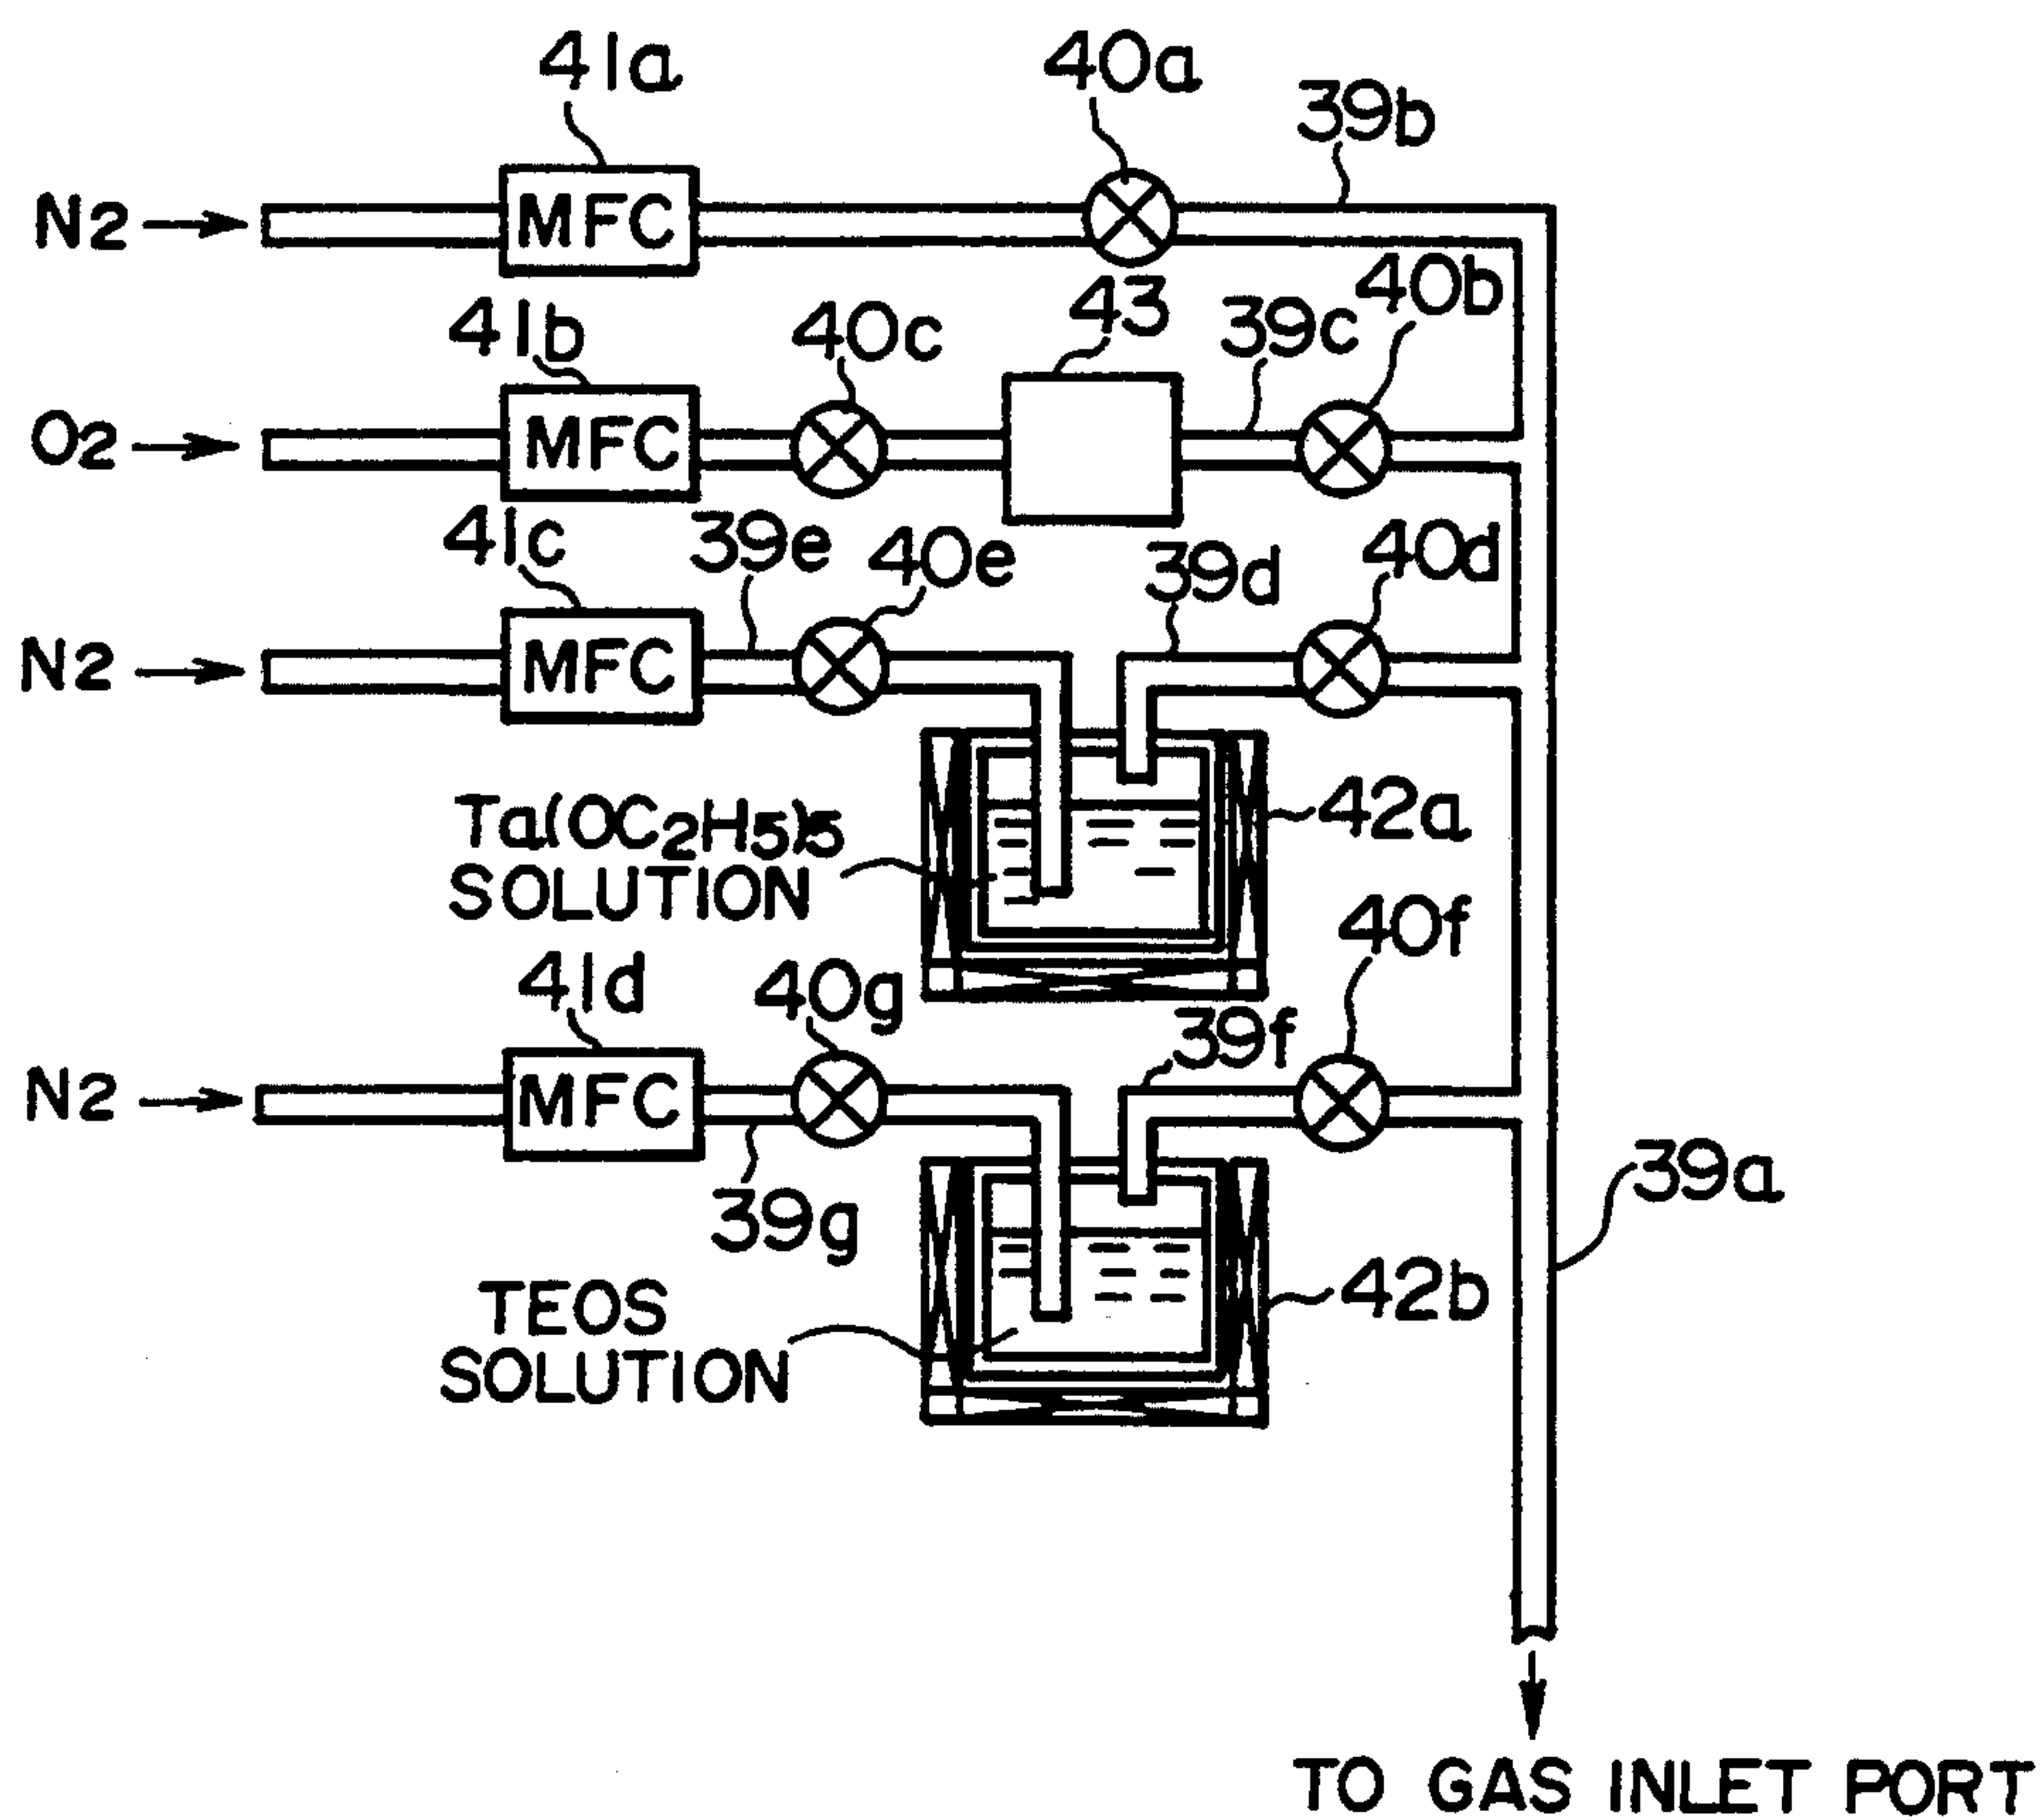 41a
40a
39b
N2
MFC
40b
41b
40c
43
39c
O2
MFC
41c
39e
40e
39d
40d
N2
MFC
42a
Ta(OC2H5)5
SOLUTION
40f
41d
40g
39f
N2
MFC
39a
39g
42b
TEOS
SOLUTION
TO GAS INLET PORT